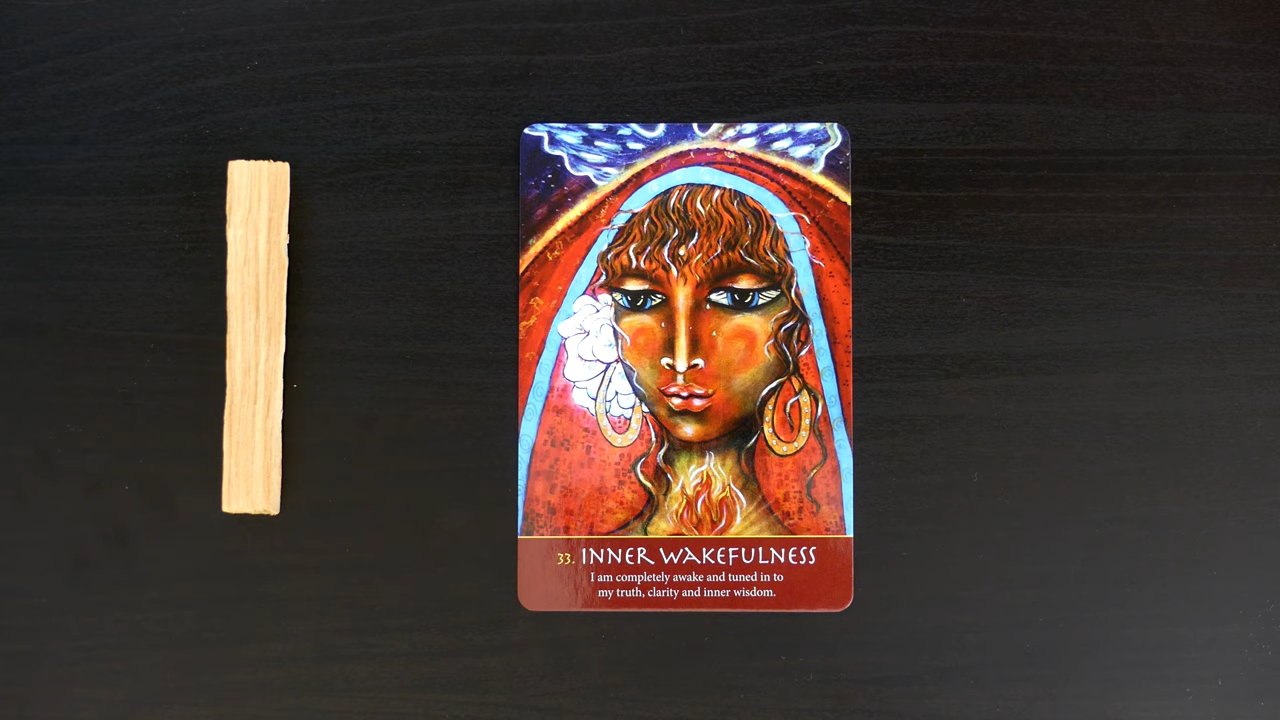 33. INNER WAKEFULNESS
I am completely awake and tuned in to
my truth, clarity and inner wisdom.